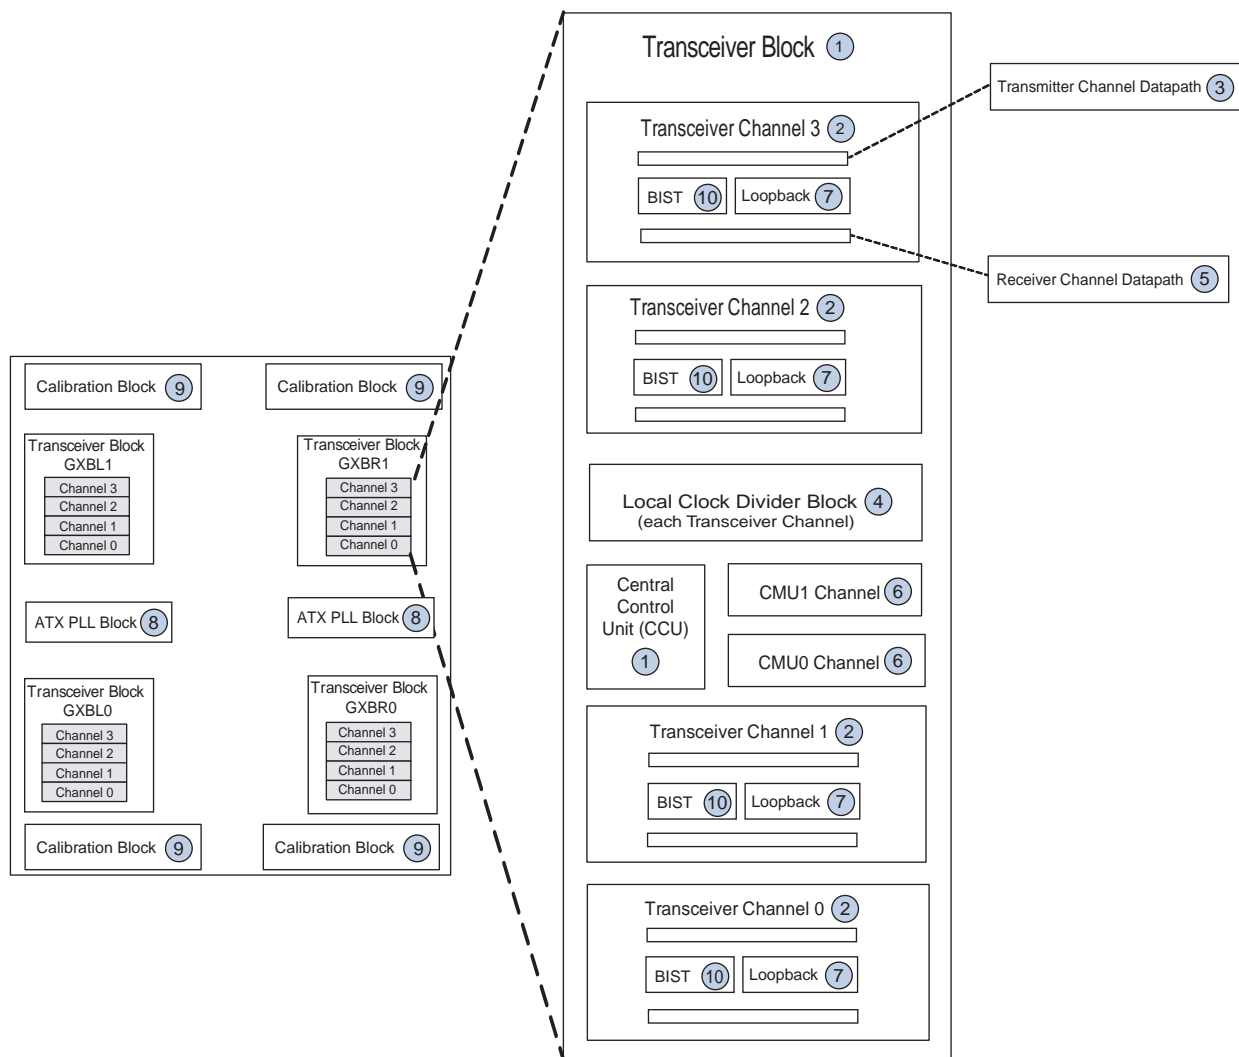 Transceiver Block 1
Transmitter Channel Datapath 3
Transceiver Channel 3 2
BIST 10 Loopback 7
Receiver Channel Datapath 5
Transceiver Channel 2 2
BIST 10 Loopback 7
Local Clock Divider Block 4
(each Transceiver Channel)
Central
Control
Unit (CCU)
1
CMU1 Channel 6
CMU0 Channel 6
Transceiver Channel 1 2
BIST 10 Loopback 7
Transceiver Channel 0 2
BIST 10 Loopback 7
Calibration Block 9
Calibration Block 9
Transceiver Block
GXBL1
Channel 3
Channel 2
Channel 1
Channel 0
Transceiver Block
GXBR1
Channel 3
Channel 2
Channel 1
Channel 0
ATX PLL Block 8
ATX PLL Block 8
Transceiver Block
GXBL0
Channel 3
Channel 2
Channel 1
Channel 0
Transceiver Block
GXBR0
Channel 3
Channel 2
Channel 1
Channel 0
Calibration Block 9
Calibration Block 9